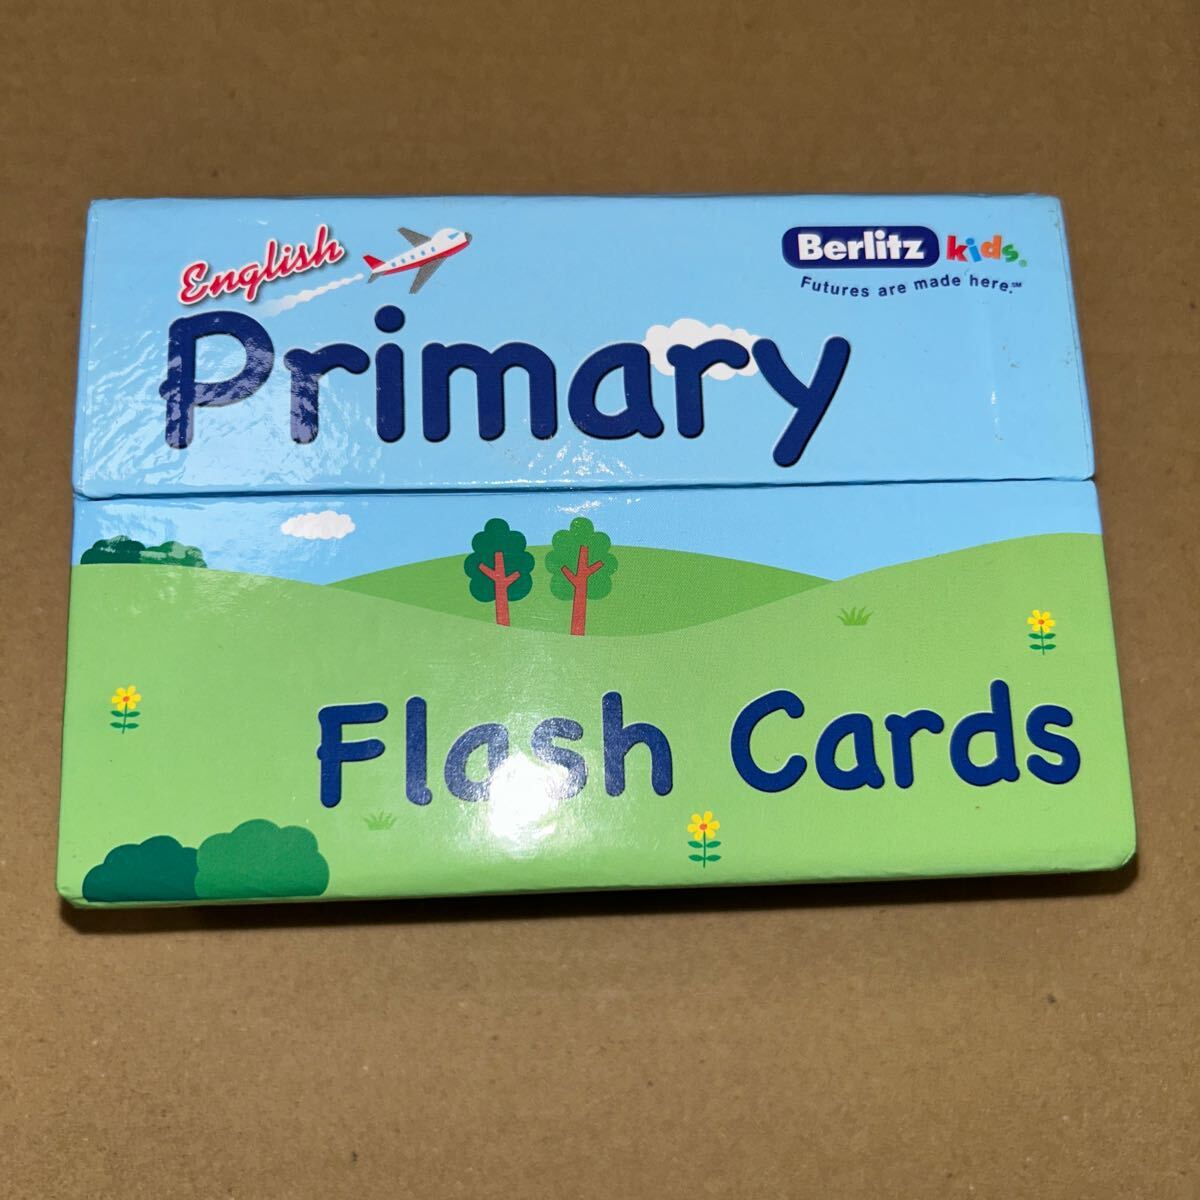 English
Primary
Berlitz kids®
Futures are made here.℠
Flash Cards